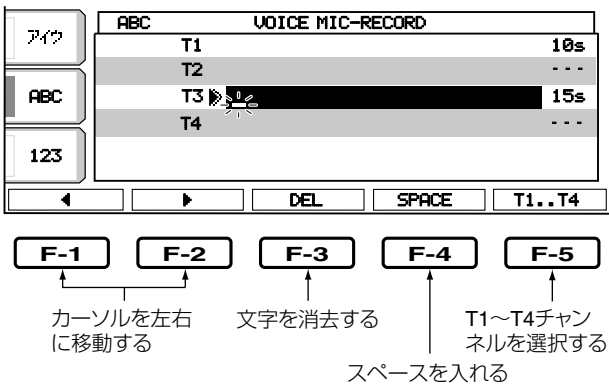 アイウ
ABC VOICE MIC-RECORD
T1 10s
T2 ---
ABC
T3 15s
T4 ---
123
◀ ▶ DEL SPACE T1..T4
F-1 F-2 F-3 F-4 F-5
カーソルを左右
に移動する
文字を消去する
T1〜T4チャン
ネルを選択する
スペースを入れる